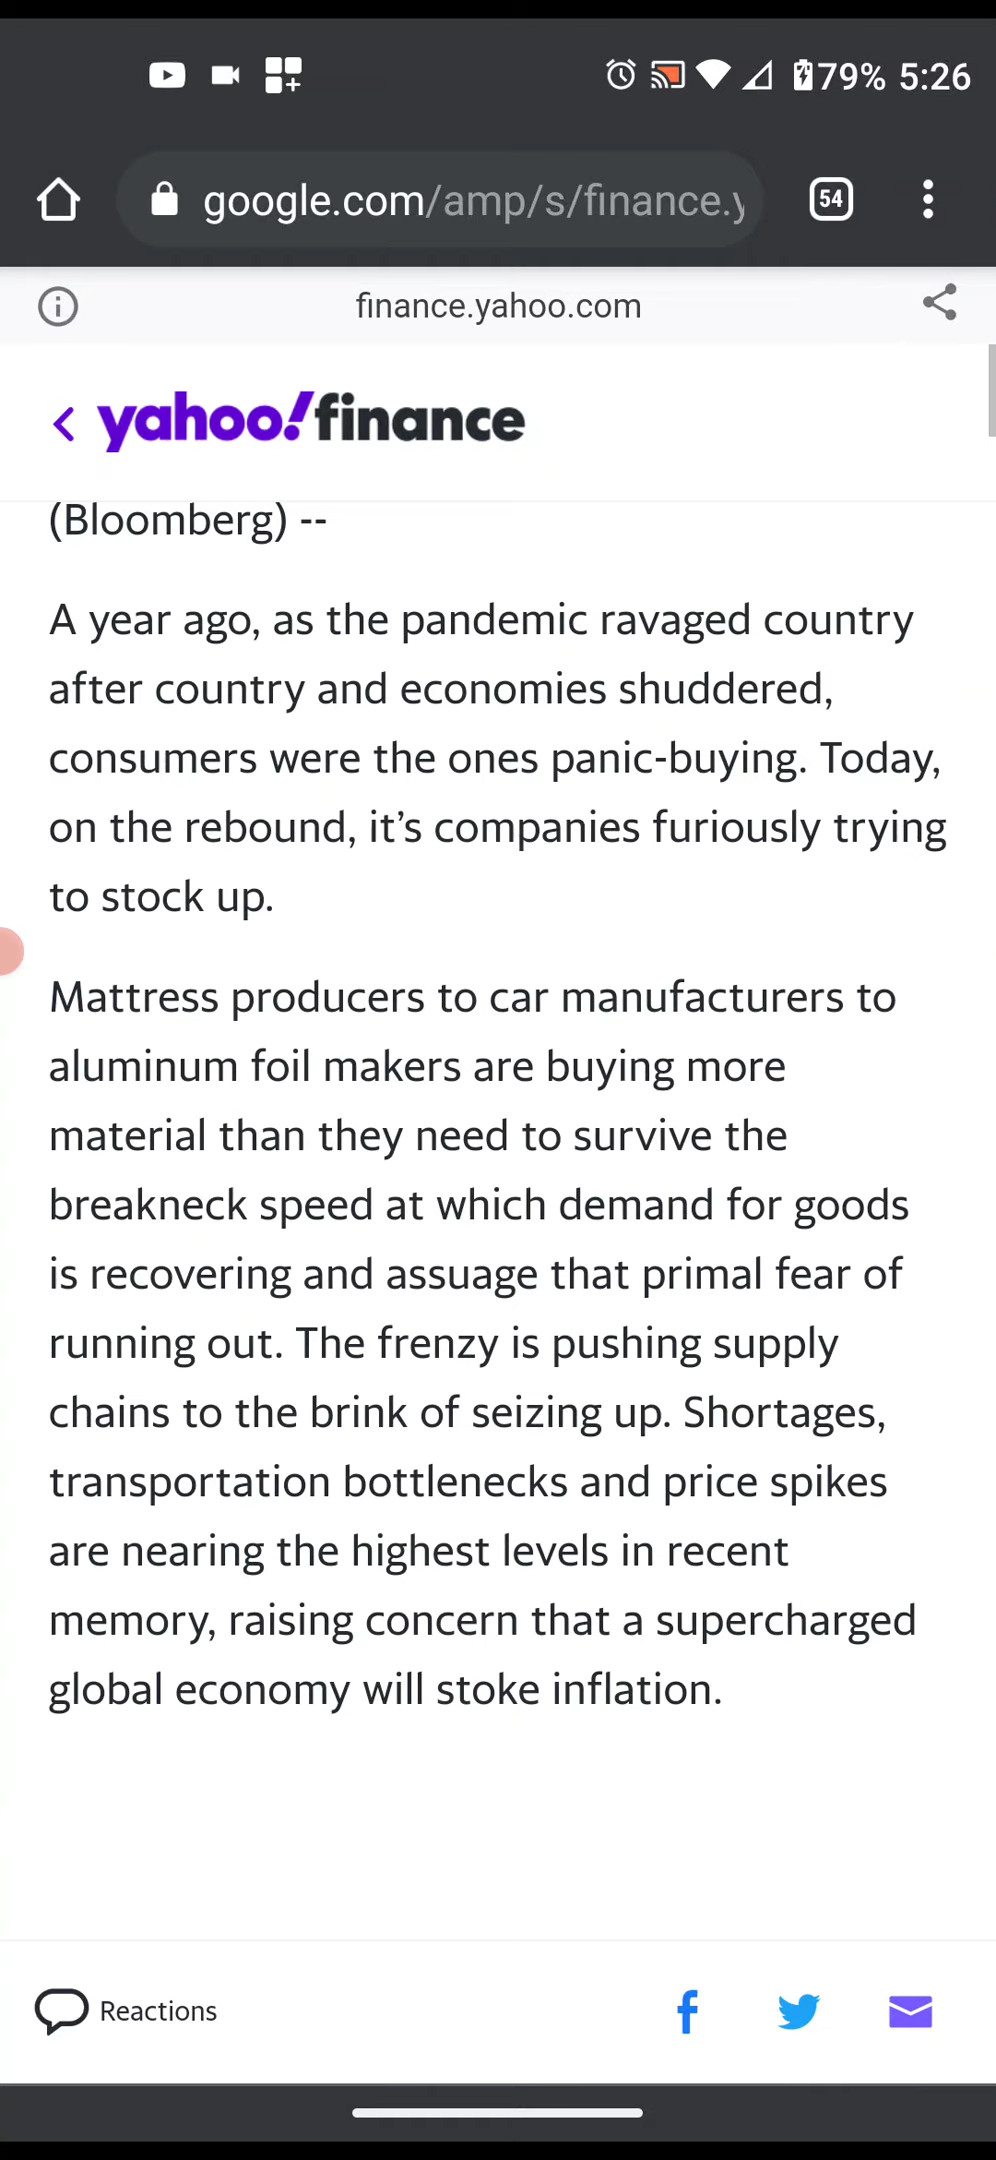 79% 5:26
google.com/amp/s/finance.y
54
finance.yahoo.com
yahoo!finance
(Bloomberg) --
A year ago, as the pandemic ravaged country
after country and economies shuddered,
consumers were the ones panic-buying. Today,
on the rebound, it’s companies furiously trying
to stock up.
Mattress producers to car manufacturers to
aluminum foil makers are buying more
material than they need to survive the
breakneck speed at which demand for goods
is recovering and assuage that primal fear of
running out. The frenzy is pushing supply
chains to the brink of seizing up. Shortages,
transportation bottlenecks and price spikes
are nearing the highest levels in recent
memory, raising concern that a supercharged
global economy will stoke inflation.
Reactions